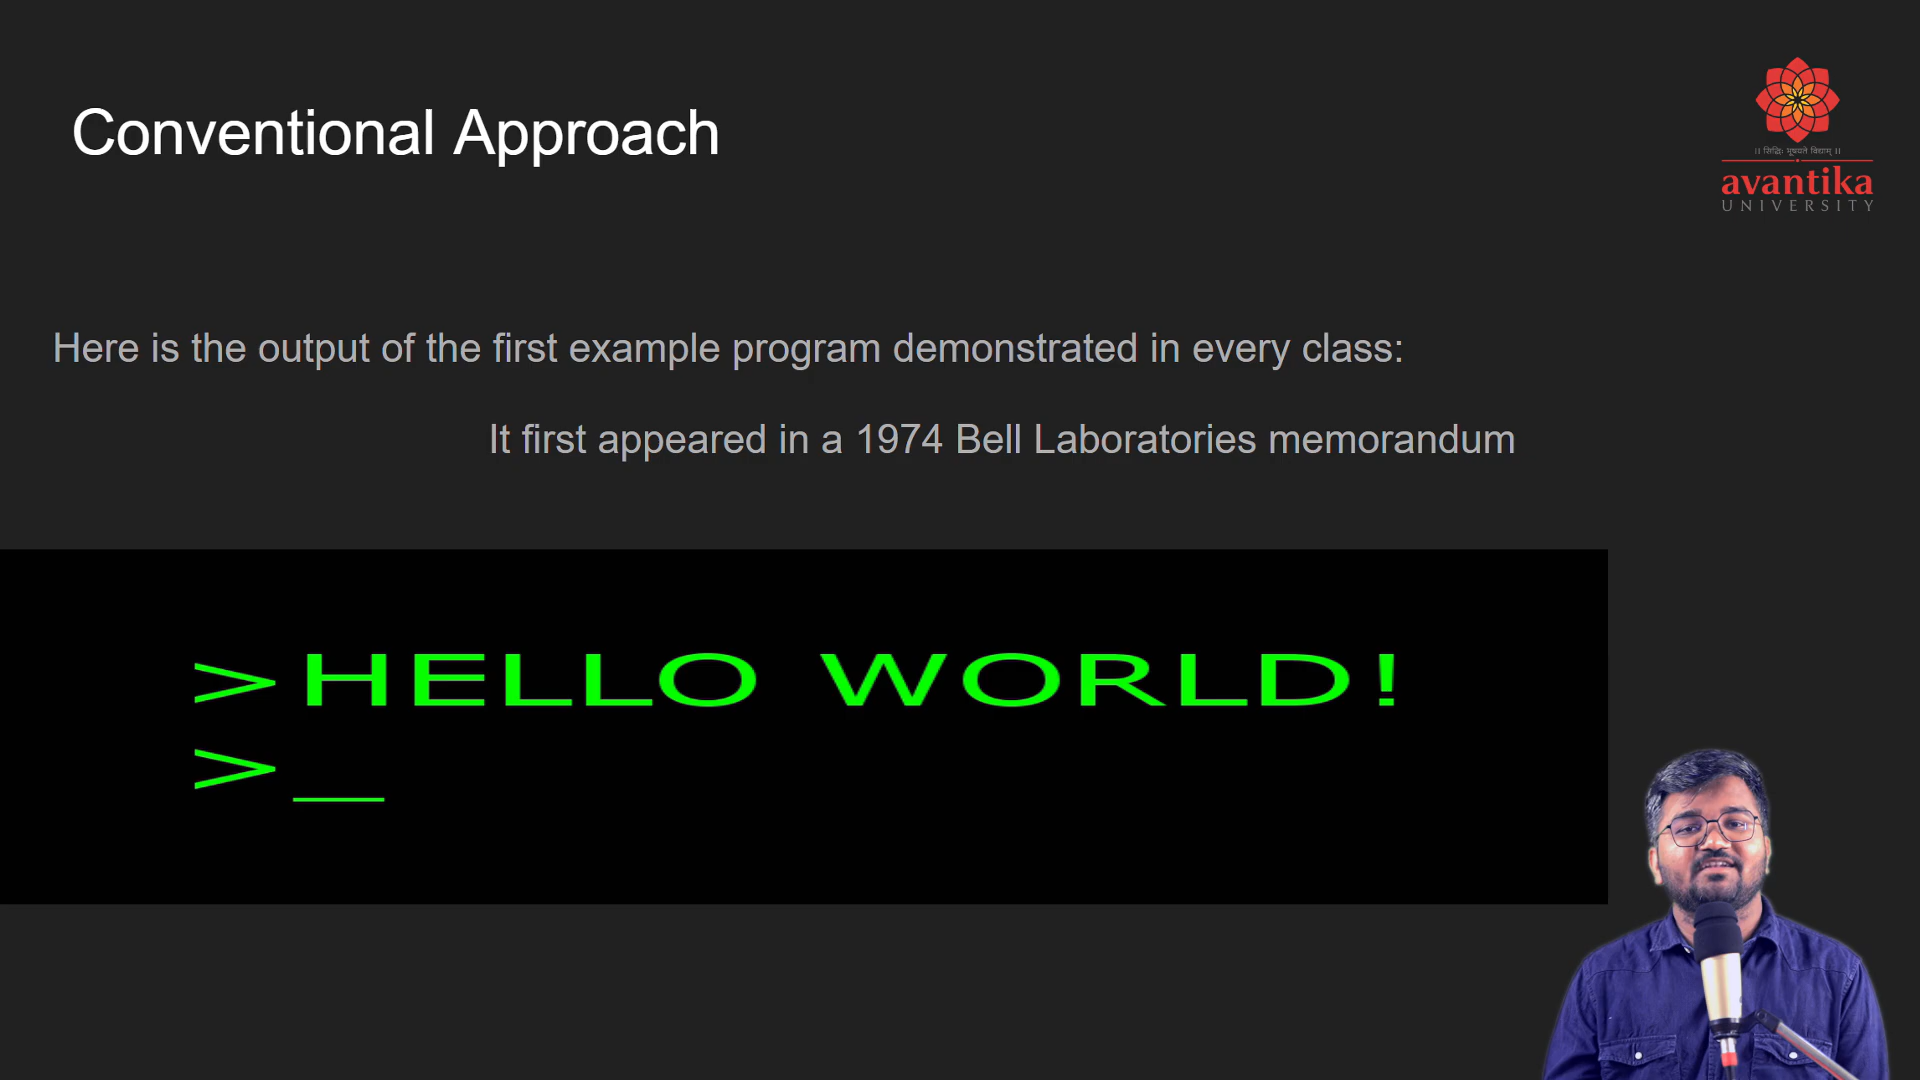 Conventional Approach
।। सिद्धिः भूषयते विद्याम् ।।
avantika
UNIVERSITY
Here is the output of the first example program demonstrated in every class:
It first appeared in a 1974 Bell Laboratories memorandum
>HELLO WORLD!
>_